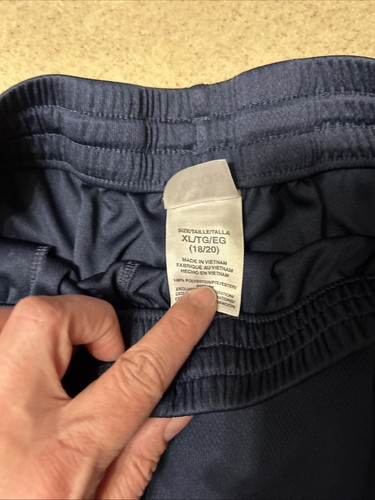 SIZE/TAILLE/TALLA
XL/TG/EG
(18/20)
MADE IN VIETNAM
FABRIQUÉ AU VIETNAM
HECHO EN VIETNAM
100% POLYESTER/POLYESTER/